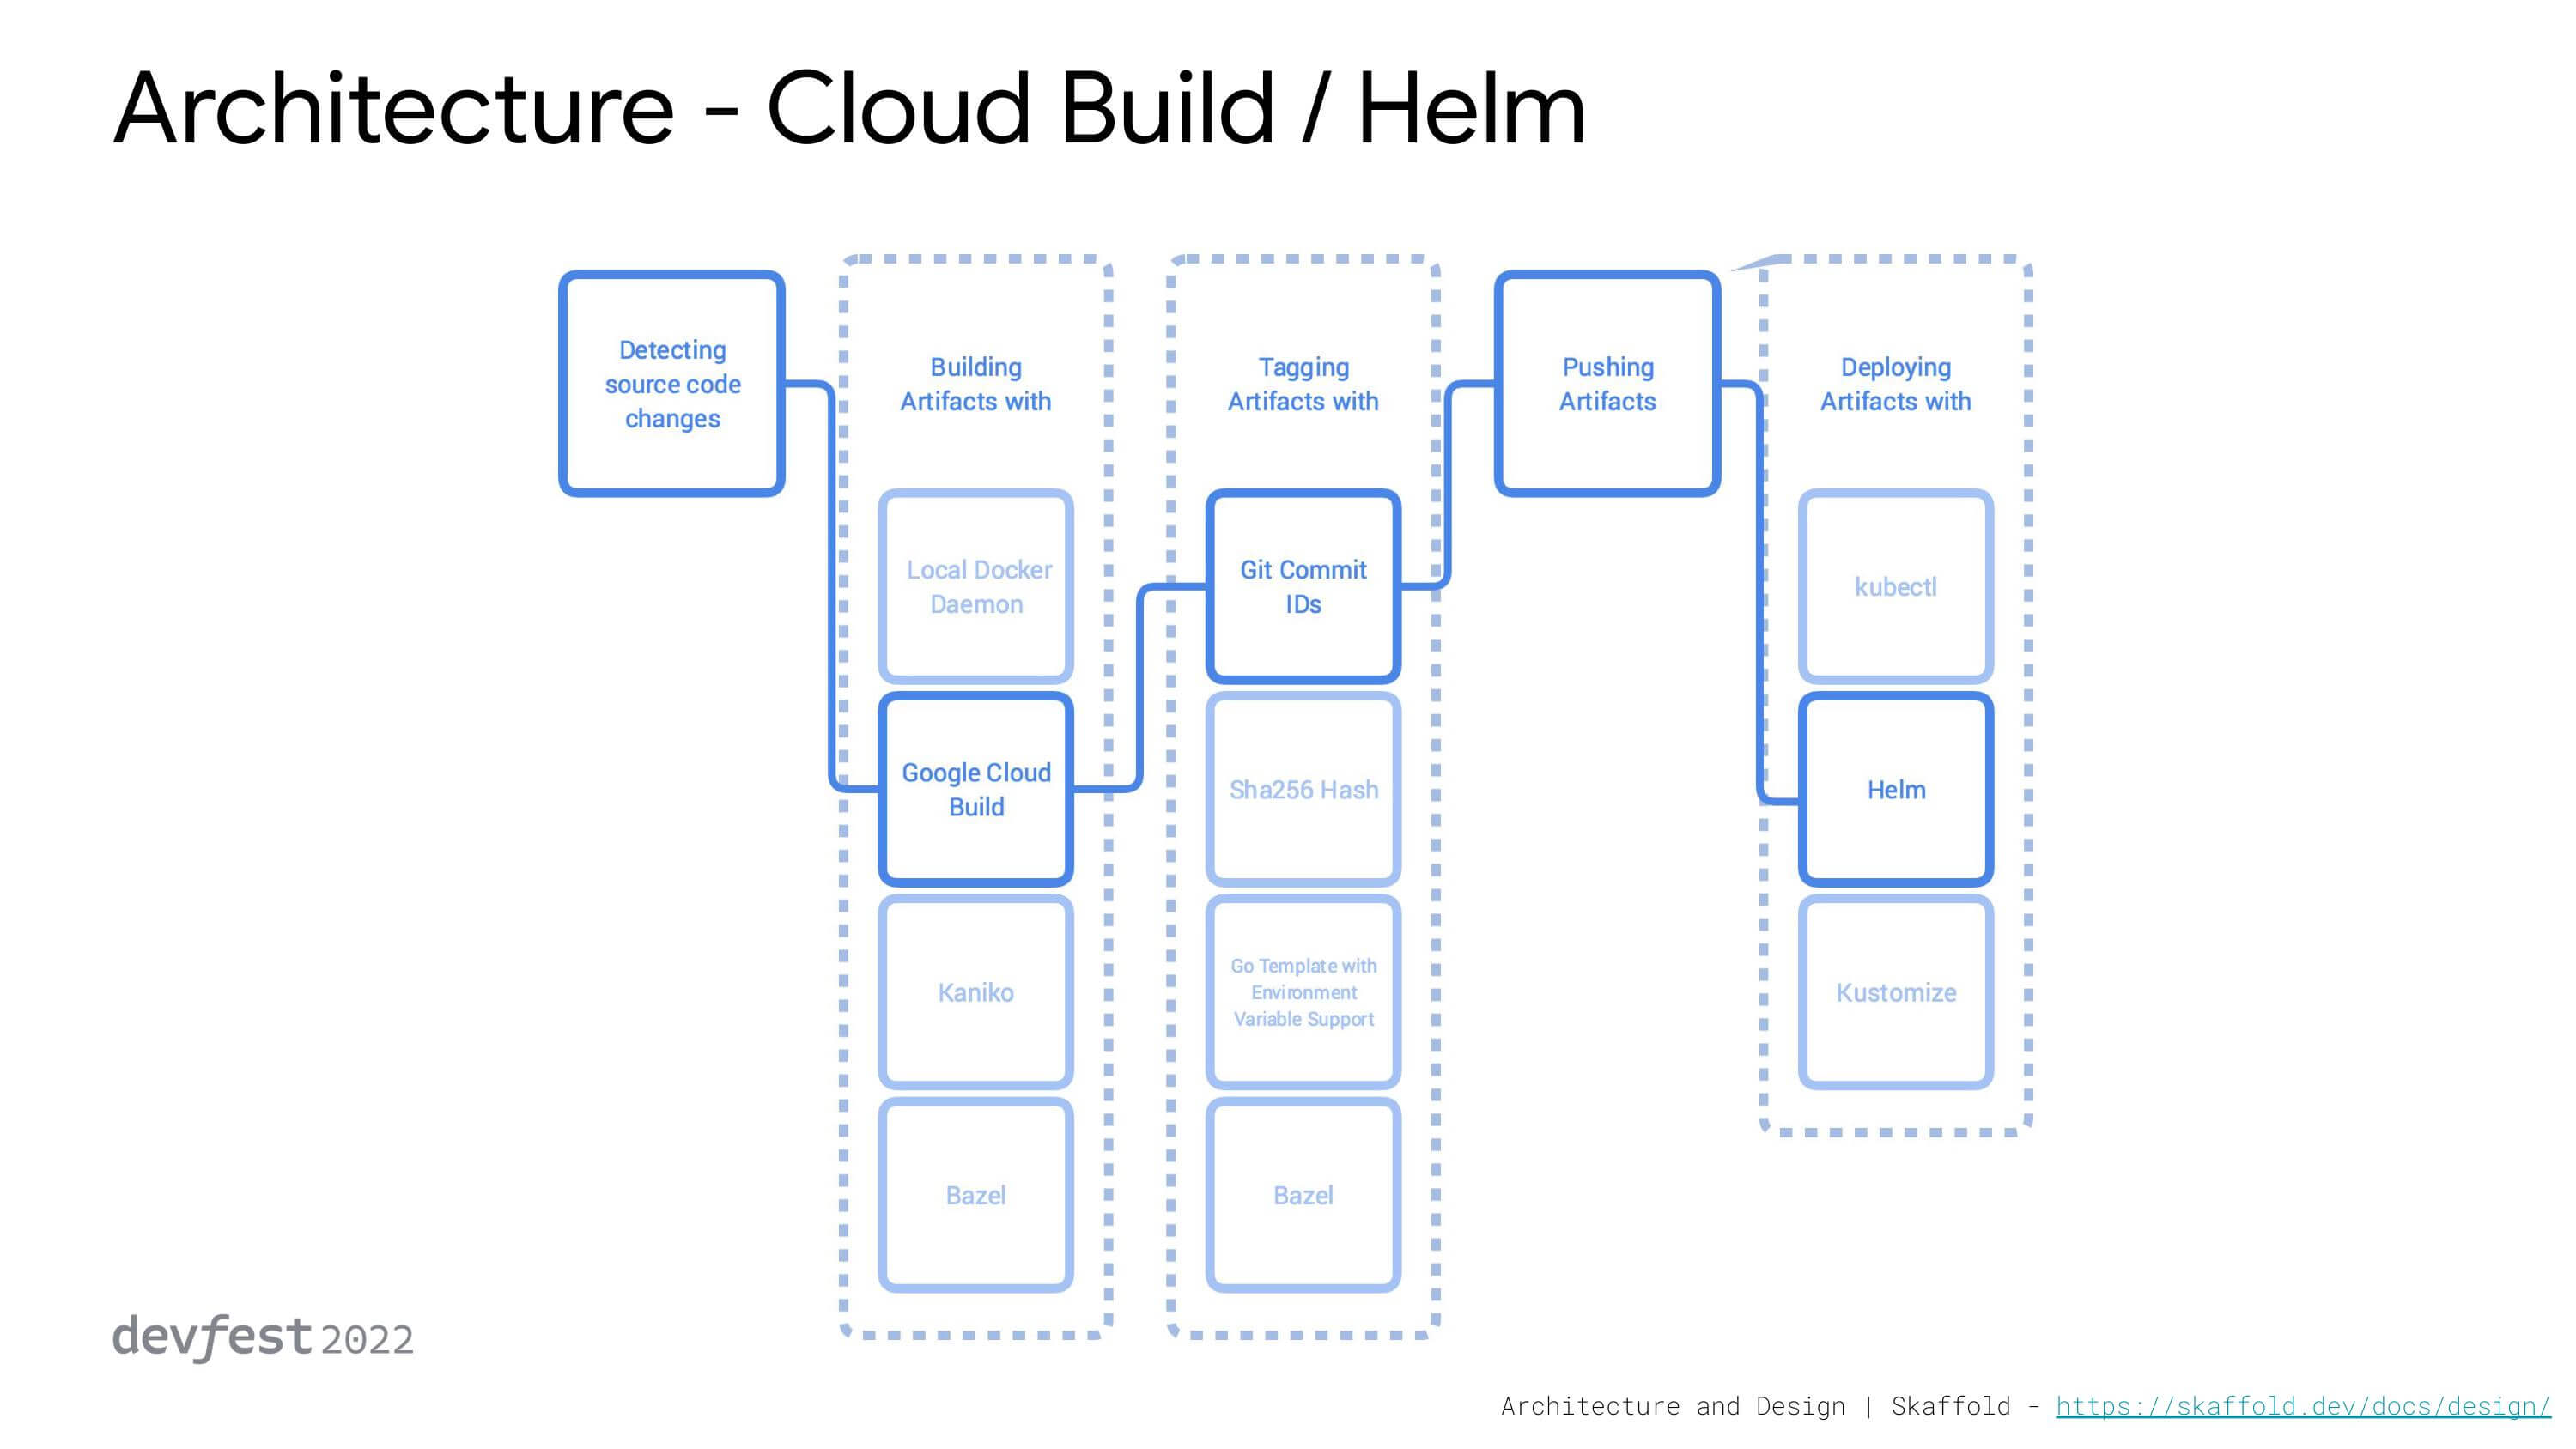 Architecture - Cloud Build / Helm
Detecting
source code
changes
Building
Artifacts with
Local Docker
Daemon
Google Cloud
Build
Kaniko
Bazel
Tagging
Artifacts with
Git Commit
IDs
Sha256 Hash
Go Template with
Environment
Variable Support
Bazel
Pushing
Artifacts
Deploying
Artifacts with
kubectl
Helm
Kustomize
devfest 2022
Architecture and Design | Skaffold - https://skaffold.dev/docs/design/